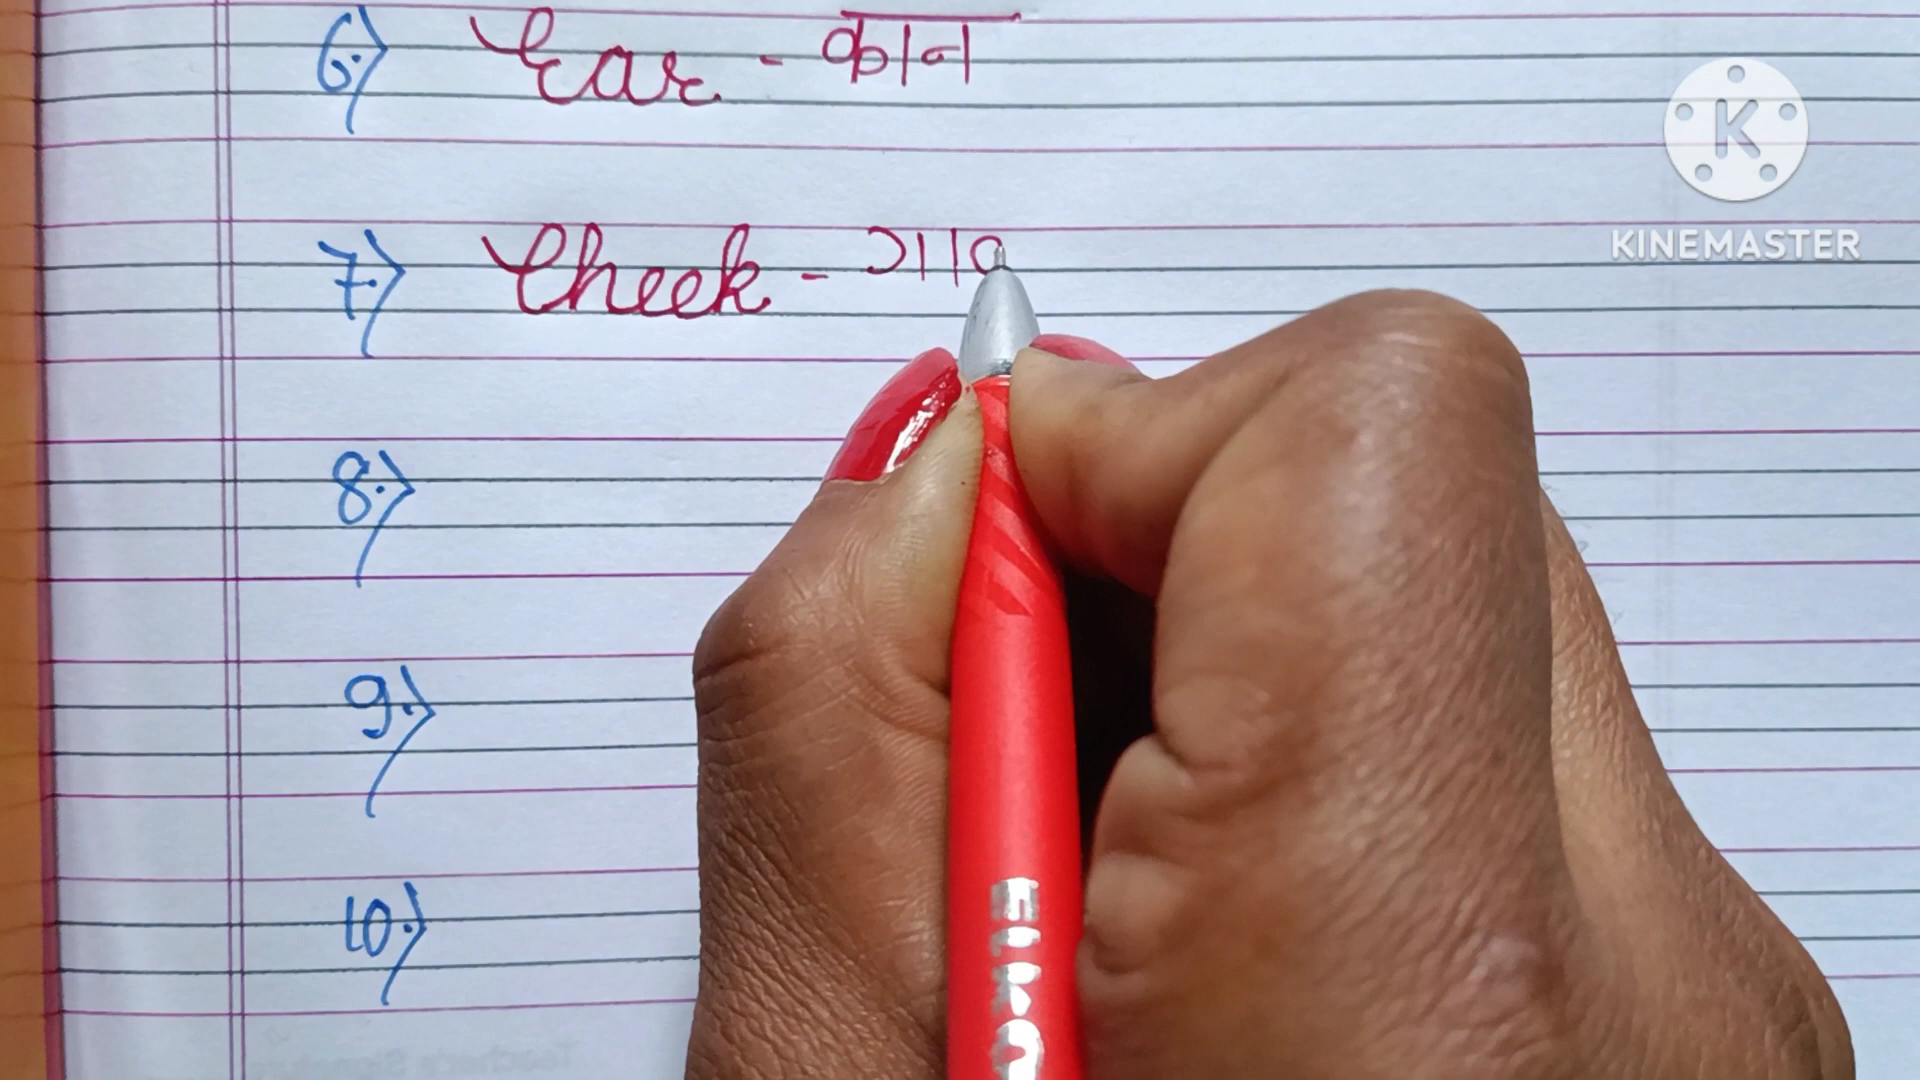 6.) Ear - कान
KINEMASTER
7.) Cheek -
8.)
9.)
10.)